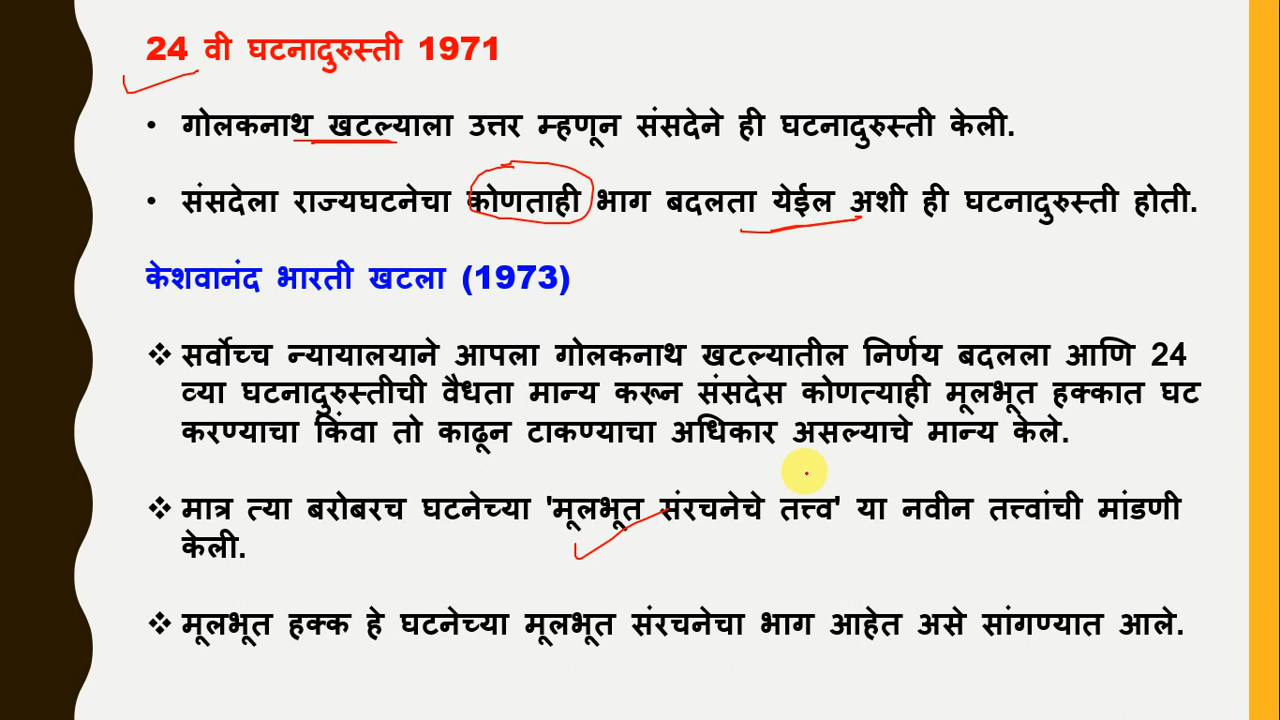 24 वी घटनादुरुस्ती 1971
• गोलकनाथ खटल्याला उत्तर म्हणून संसदेने ही घटनादुरुस्ती केली.
• संसदेला राज्यघटनेचा कोणताही भाग बदलता येईल अशी ही घटनादुरुस्ती होती.
केशवानंद भारती खटला (1973)
❖ सर्वोच्च न्यायालयाने आपला गोलकनाथ खटल्यातील निर्णय बदलला आणि 24
व्या घटनादुरुस्तीची वैधता मान्य करून संसदेस कोणत्याही मूलभूत हक्कात घट
करण्याचा किंवा तो काढून टाकण्याचा अधिकार असल्याचे मान्य केले.
❖ मात्र त्या बरोबरच घटनेच्या 'मूलभूत संरचनेचे तत्त्व' या नवीन तत्त्वांची मांडणी
केली.
❖ मूलभूत हक्क हे घटनेच्या मूलभूत संरचनेचा भाग आहेत असे सांगण्यात आले.